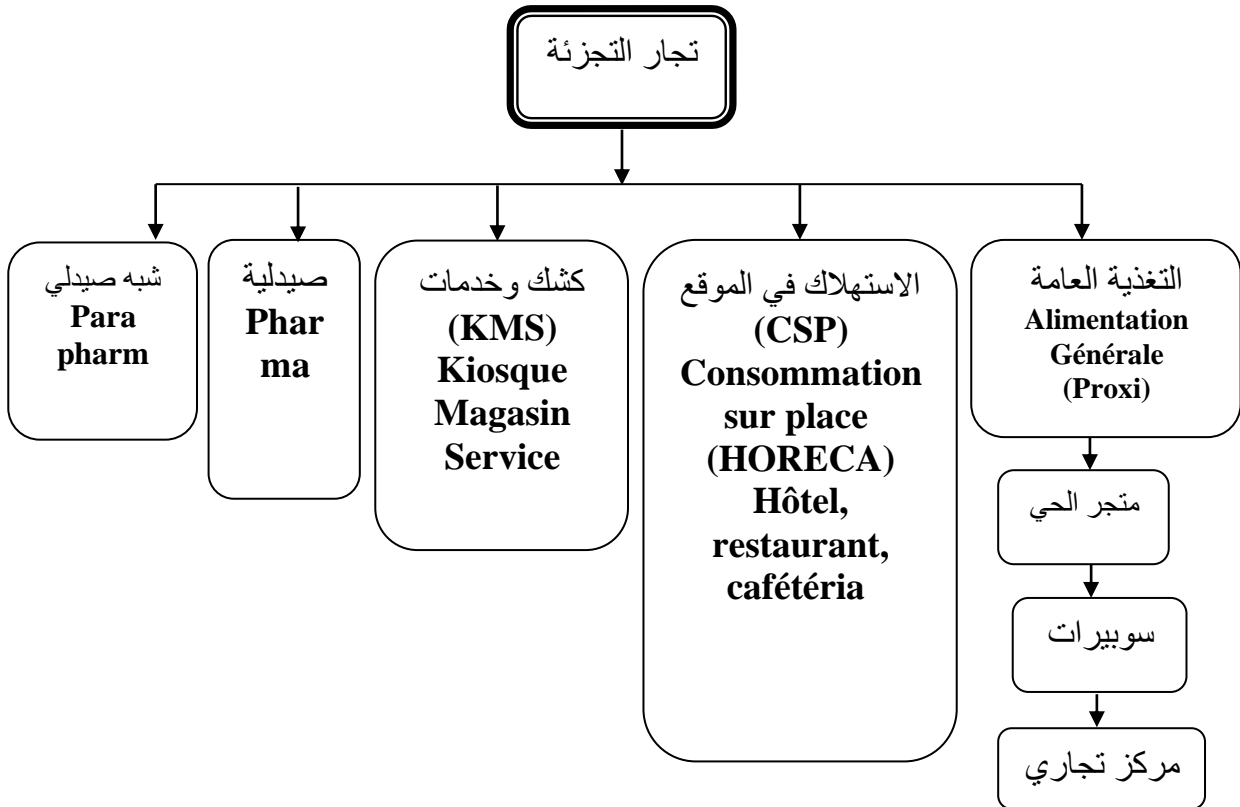 تجار التجزئة
التغذية العامة
Alimentation
Générale
(Proxi)
متجر الحي
سوبيرات
مركز تجاري
الاستهلاك في الموقع
(CSP)
Consommation
sur place
(HORECA)
Hôtel,
restaurant,
cafétéria
كشك وخدمات
(KMS)
Kiosque
Magasin
Service
صيدلية
Phar
ma
شبه صيدلي
Para
pharm